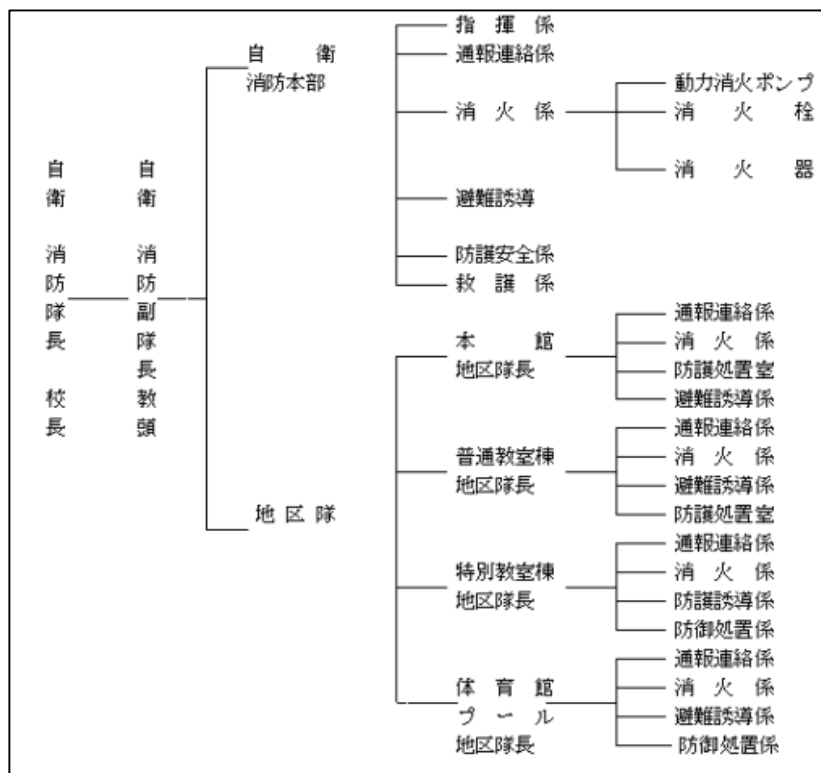 自衛消防隊長 校長
自衛消防副隊長 教頭
自衛
消防本部
指揮係
通報連絡係
消火係
動力消火ポンプ
消火栓
消火器
避難誘導
防護安全係
救護係
地区隊
本館
地区隊長
通報連絡係
消火係
防護処置室
避難誘導係
普通教室棟
地区隊長
通報連絡係
消火係
避難誘導係
防護処置室
特別教室棟
地区隊長
通報連絡係
消火係
防護誘導係
防御処置係
体育館
プール
地区隊長
通報連絡係
消火係
避難誘導係
防御処置係